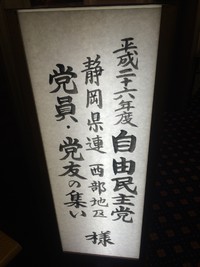 平成二十六年度 自由民主党
静岡県連 西部地区
党員・党友の集い 様